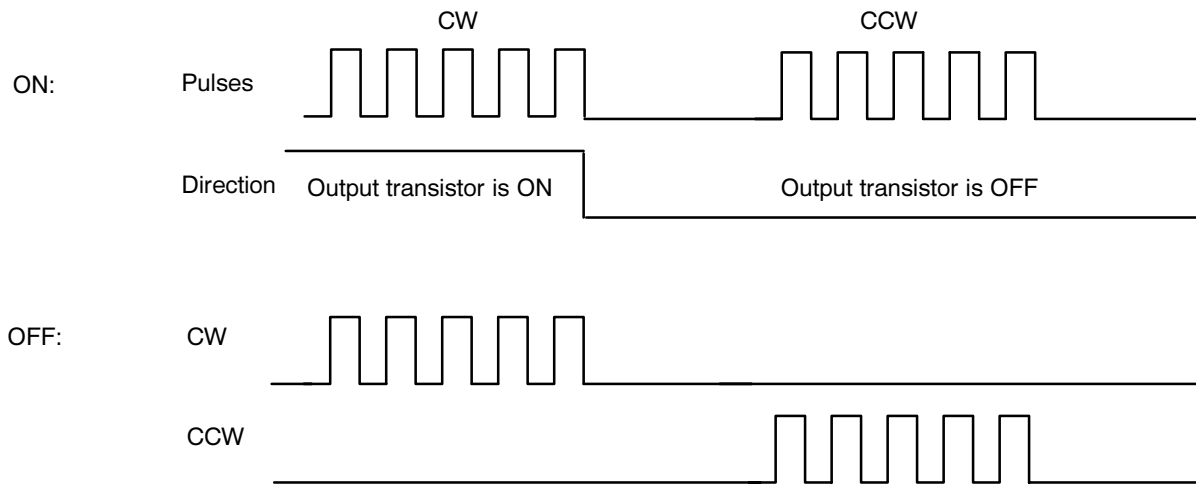 CW CCW
ON: Pulses
Direction Output transistor is ON Output transistor is OFF
OFF: CW
CCW